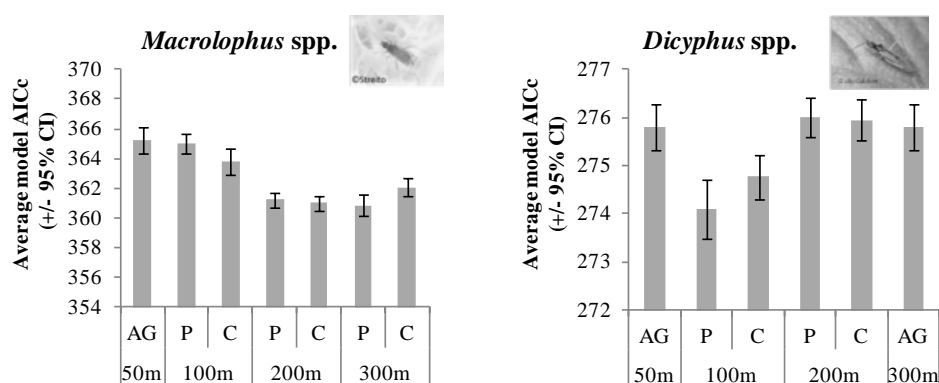 Macrolophus spp.
©Streito
Average model AICc
(+/- 95% CI)
370
368
366
364
362
360
358
356
354
AG P C P C P C
50m 100m 200m 300m
Dicyphus spp.
Average model AICc
(+/- 95% CI)
277
276
275
274
273
272
AG P C P C AG
50m 100m 200m 300m